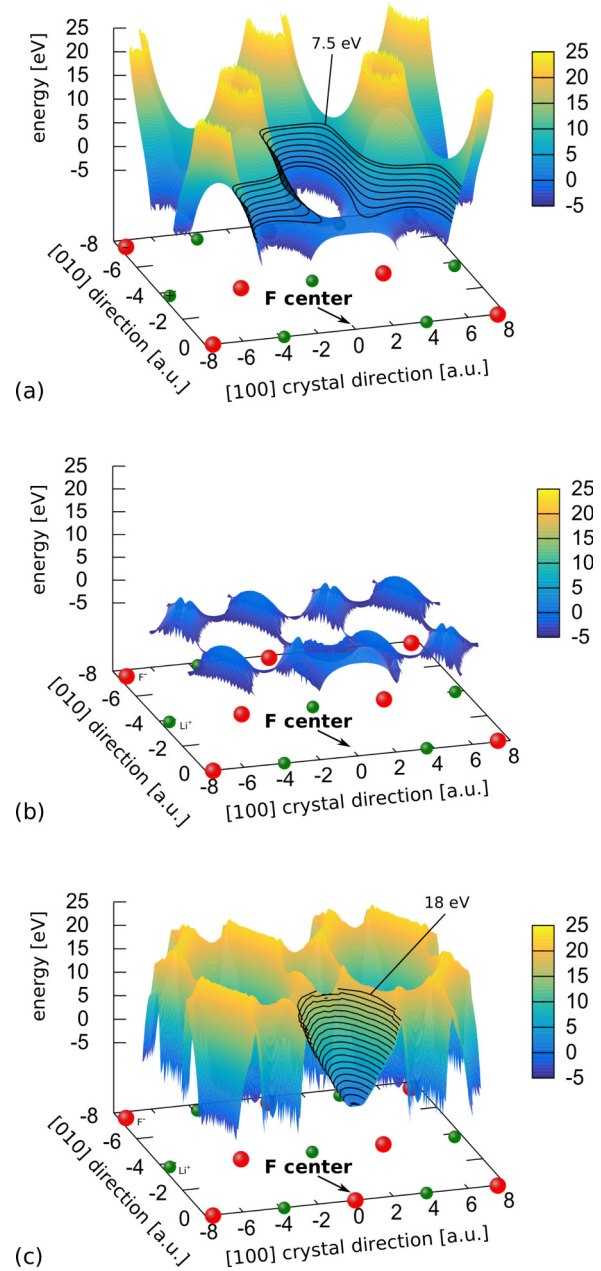 25
20
15
10
5
0
-5
energy [eV]
7.5 eV
25
20
15
10
5
0
-5
-8
-6
-4
-2
0
[010] direction [a.u.]
−
+
F center
-8 -6 -4 -2 0 2 4 6 8
[100] crystal direction [a.u.]
(a)
25
20
15
10
5
0
-5
energy [eV]
25
20
15
10
5
0
-5
-8
-6
-4
-2
0
[010] direction [a.u.]
F⁻
Li⁺
F center
-8 -6 -4 -2 0 2 4 6 8
[100] crystal direction [a.u.]
(b)
25
20
15
10
5
0
-5
energy [eV]
18 eV
25
20
15
10
5
0
-5
-8
-6
-4
-2
0
[010] direction [a.u.]
F⁻
Li⁺
F center
-8 -6 -4 -2 0 2 4 6 8
[100] crystal direction [a.u.]
(c)